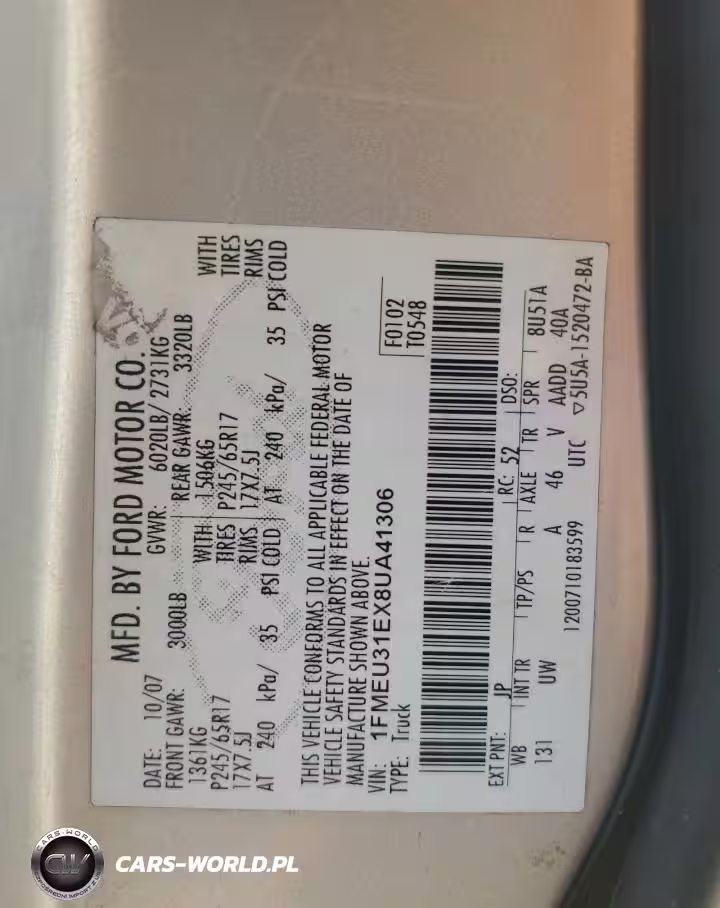 MFD. BY FORD MOTOR CO.
DATE: 10/07 GVWR: 6020LB/2731KG
FRONT GAWR: 3000LB REAR GAWR: 3320LB
1361KG WITH 1506KG WITH
P245/65R17 TIRES P245/65R17 TIRES
17X7.5J RIMS 17X7.5J RIMS
AT 240 kPa/ 35 PSI COLD AT 240 kPa/ 35 PSI COLD
THIS VEHICLE CONFORMS TO ALL APPLICABLE FEDERAL MOTOR
VEHICLE SAFETY STANDARDS IN EFFECT ON THE DATE OF
MANUFACTURE SHOWN ABOVE.
VIN: 1FMEU31EX8UA41306 F0102
TYPE: Truck T0548
EXT PNT: JP RC: 52 DSO:
WB INT TR TP/PS R AXLE TR SPR 8U51A
131 UW A 46 V AADD 40A
1200710183599 UTC ▽5U5A-1520472-BA
CARS-WORLD
CW
CARS-WORLD.PL